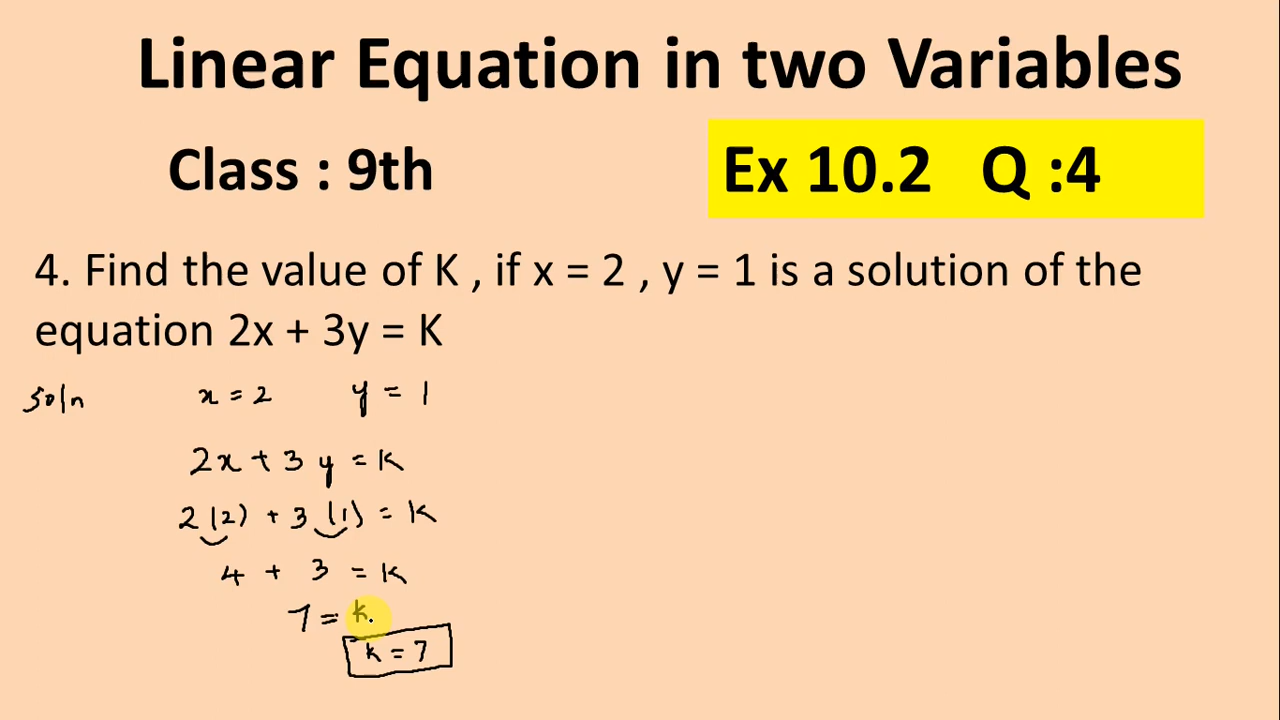 Linear Equation in two Variables
Class : 9th
Ex 10.2 Q :4
4. Find the value of K , if x = 2 , y = 1 is a solution of the
equation 2x + 3y = K
Soln x = 2 y = 1
2x + 3 y = K
2 (2) + 3 (1) = K
4 + 3 = K
7 = k.
k = 7